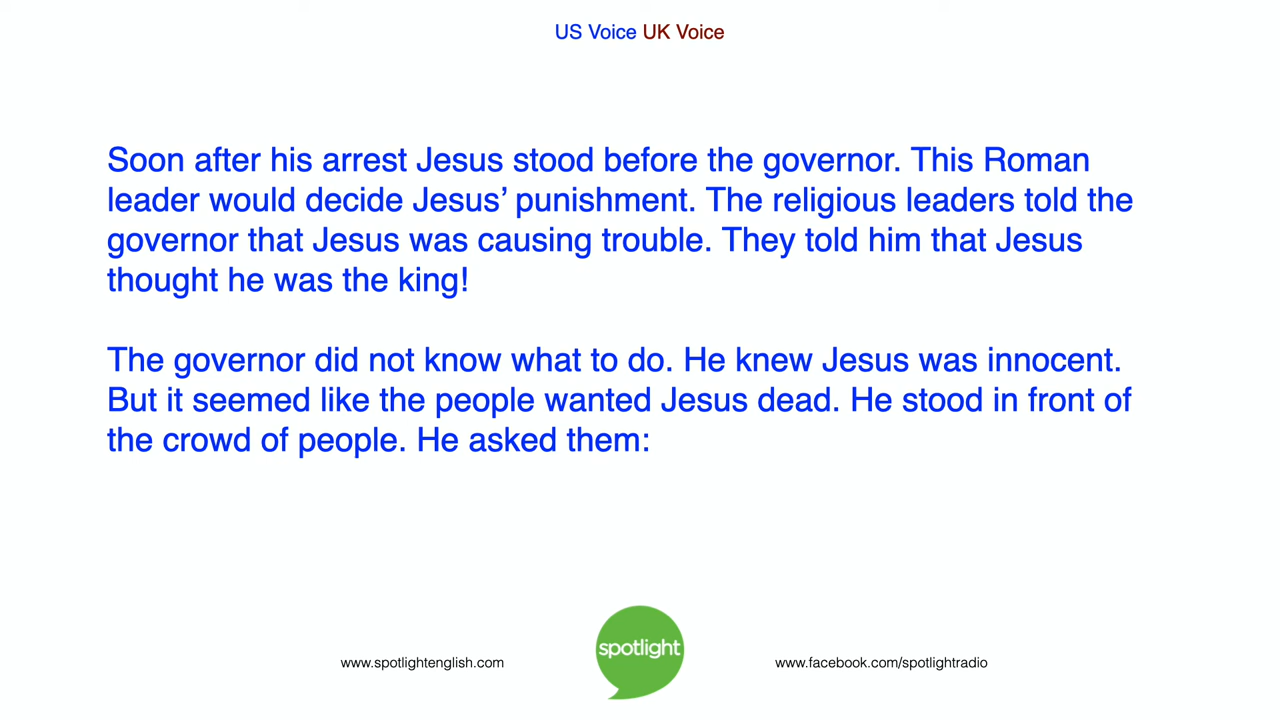 US Voice UK Voice
Soon after his arrest Jesus stood before the governor. This Roman
leader would decide Jesus’ punishment. The religious leaders told the
governor that Jesus was causing trouble. They told him that Jesus
thought he was the king!
The governor did not know what to do. He knew Jesus was innocent.
But it seemed like the people wanted Jesus dead. He stood in front of
the crowd of people. He asked them:
spotlight
www.spotlightenglish.com
www.facebook.com/spotlightradio